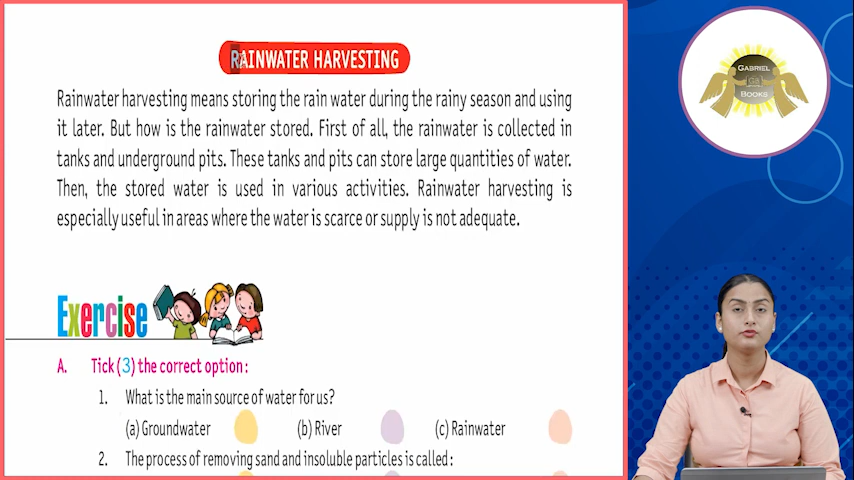 RAINWATER HARVESTING
Rainwater harvesting means storing the rain water during the rainy season and using
it later. But how is the rainwater stored. First of all, the rainwater is collected in
tanks and underground pits. These tanks and pits can store large quantities of water.
Then, the stored water is used in various activities. Rainwater harvesting is
especially useful in areas where the water is scarce or supply is not adequate.
Exercise
A. Tick (3) the correct option:
1. What is the main source of water for us?
(a) Groundwater (b) River (c) Rainwater
2. The process of removing sand and insoluble particles is called:
GABRIEL
BOOKS